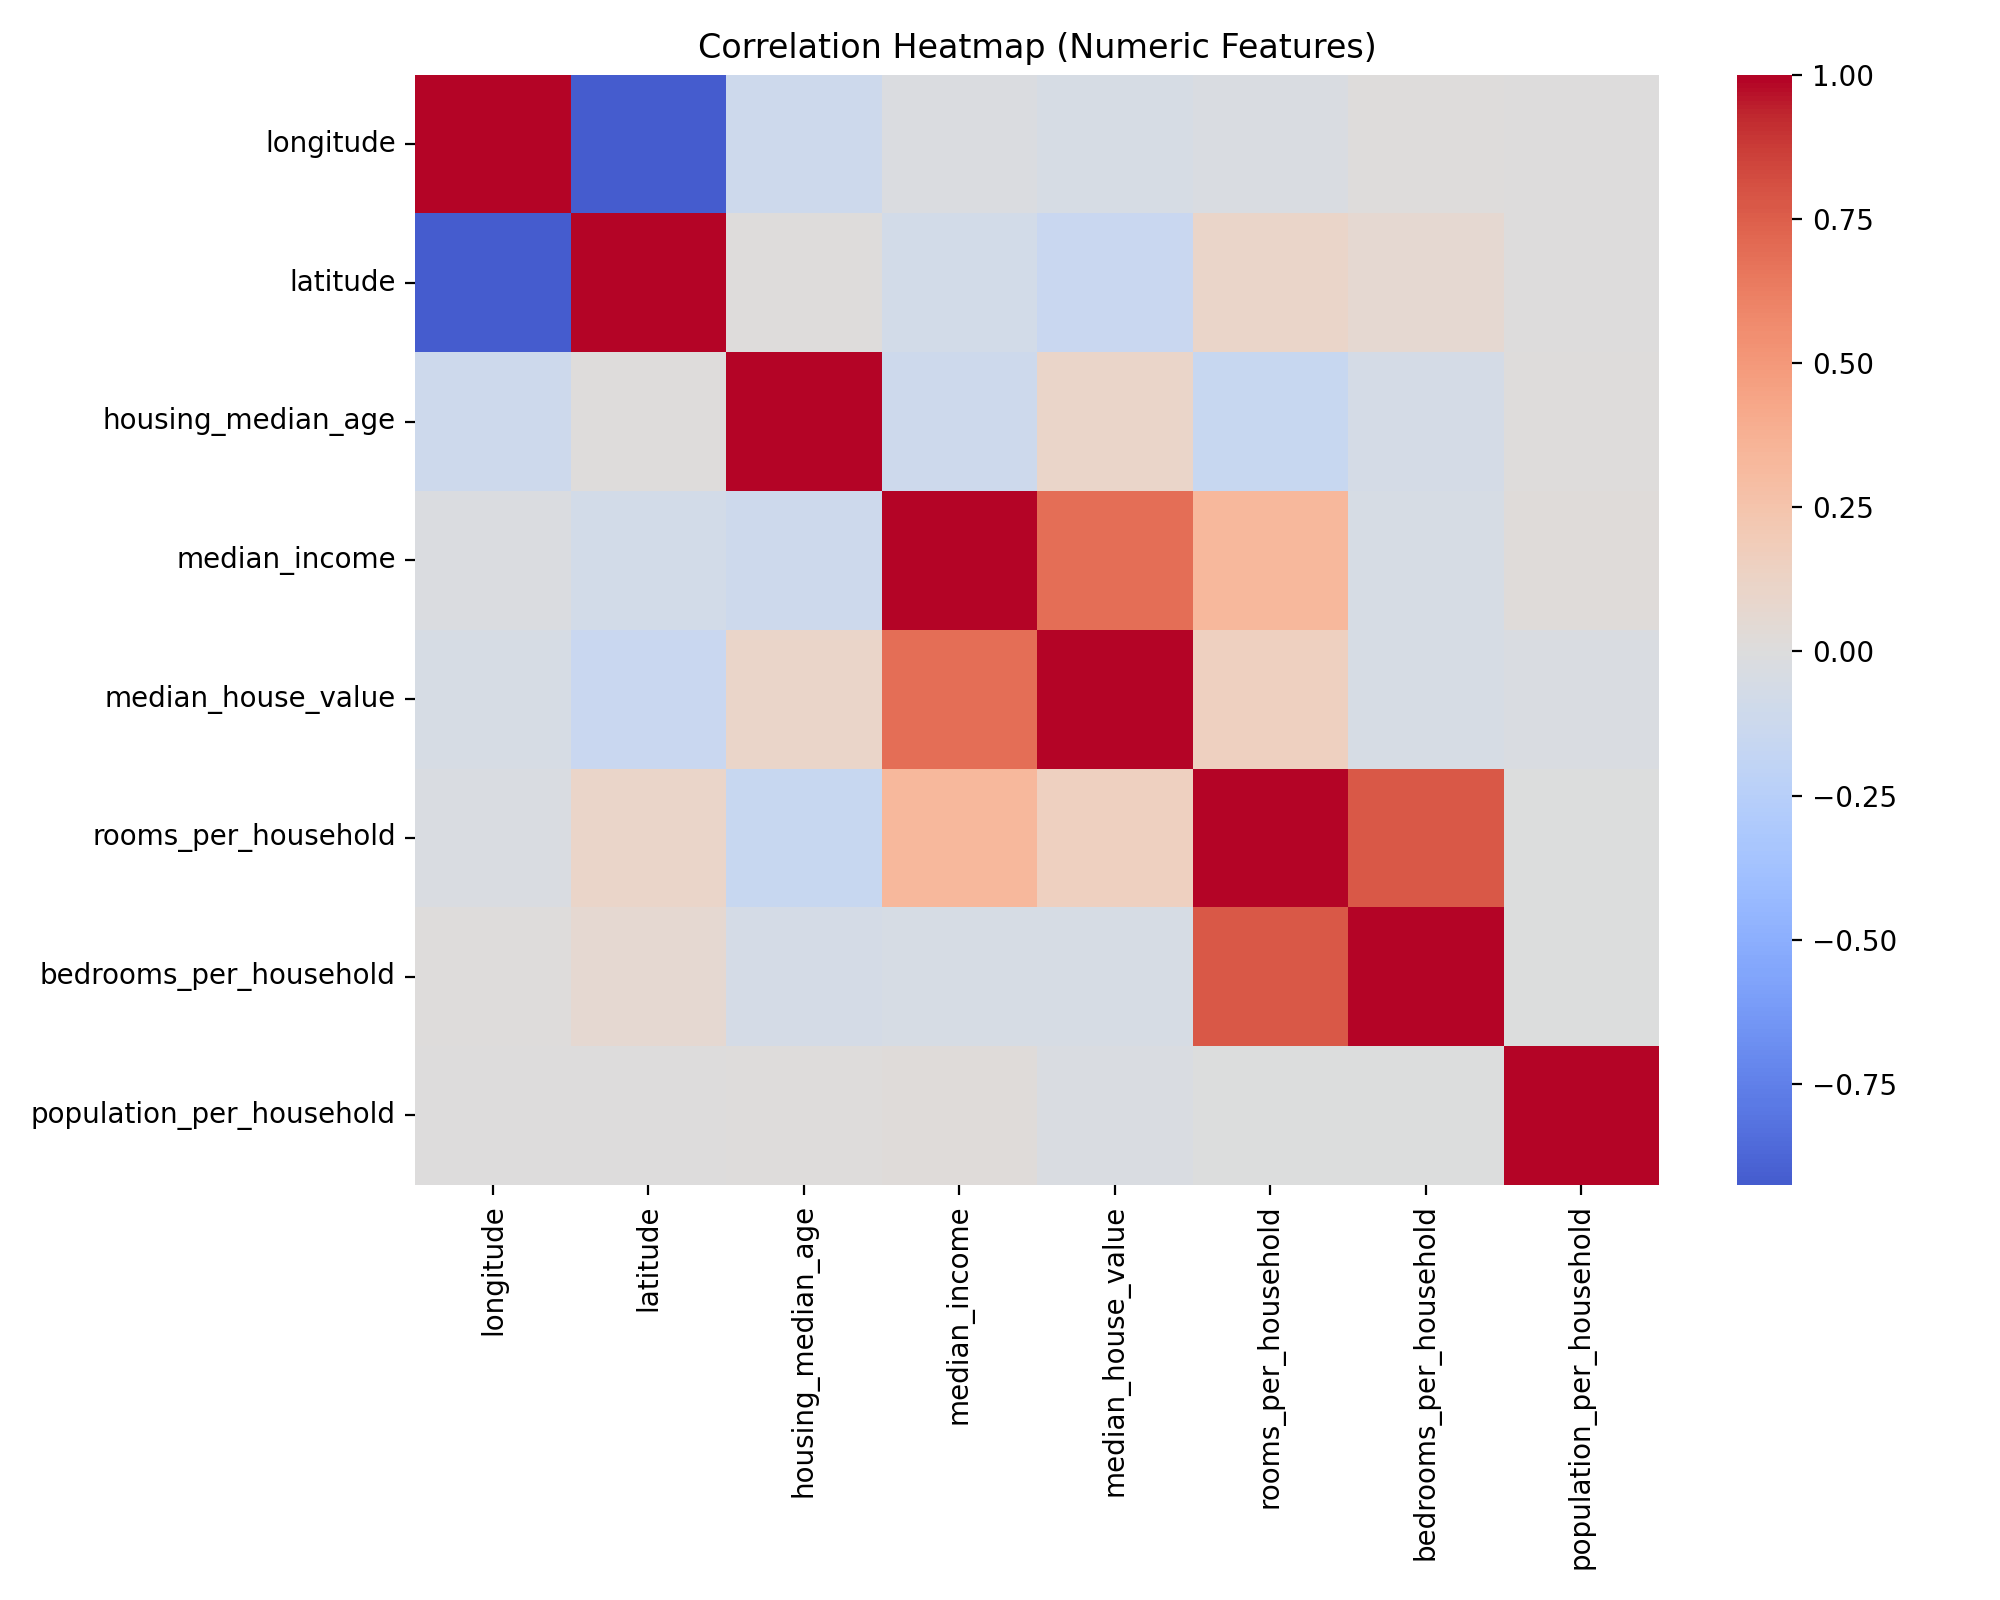 Correlation Heatmap (Numeric Features)
longitude
latitude
housing_median_age
median_income
median_house_value
rooms_per_household
bedrooms_per_household
population_per_household
longitude
latitude
housing_median_age
median_income
median_house_value
rooms_per_household
bedrooms_per_household
population_per_household
1.00
0.75
0.50
0.25
0.00
−0.25
−0.50
−0.75